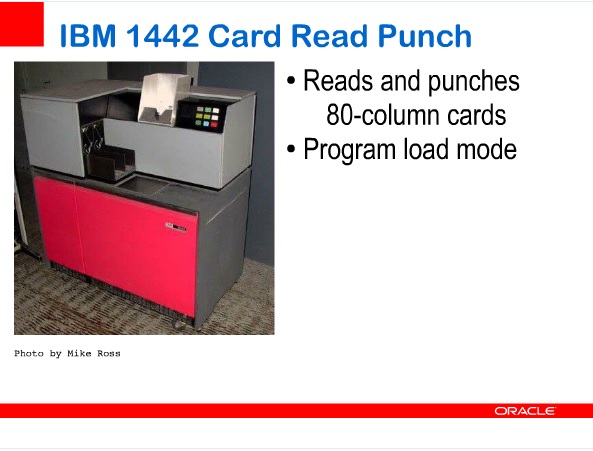 IBM 1442 Card Read Punch
• Reads and punches
80-column cards
• Program load mode
Photo by Mike Ross
ORACLE